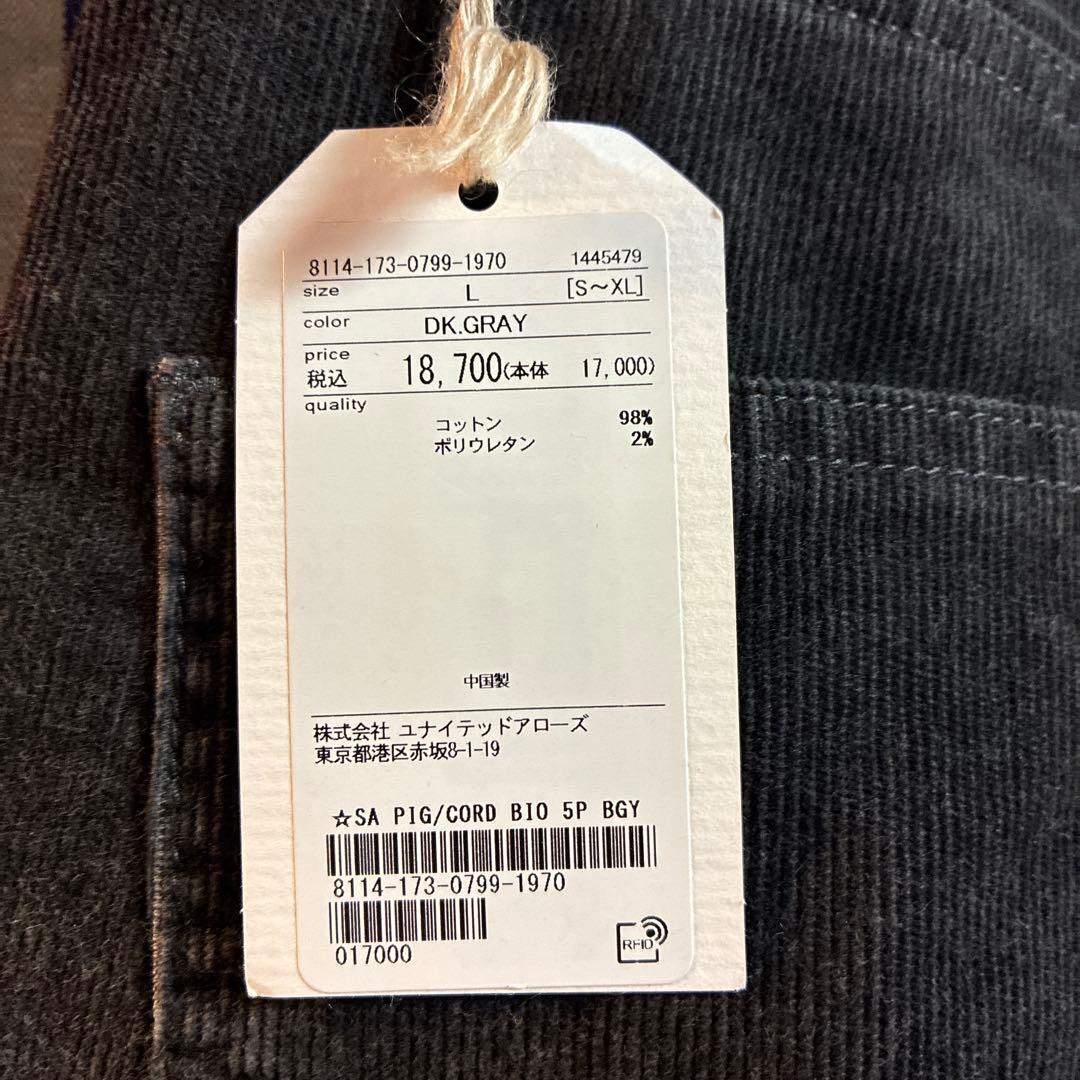 8114-173-0799-1970 1445479
size L [S～XL]
color DK.GRAY
price
税込 18,700(本体 17,000)
quality
コットン 98%
ポリウレタン 2%
中国製
株式会社 ユナイテッドアローズ
東京都港区赤坂8-1-19
☆SA PIG/CORD BIO 5P BGY
8114-173-0799-1970
017000
RFID